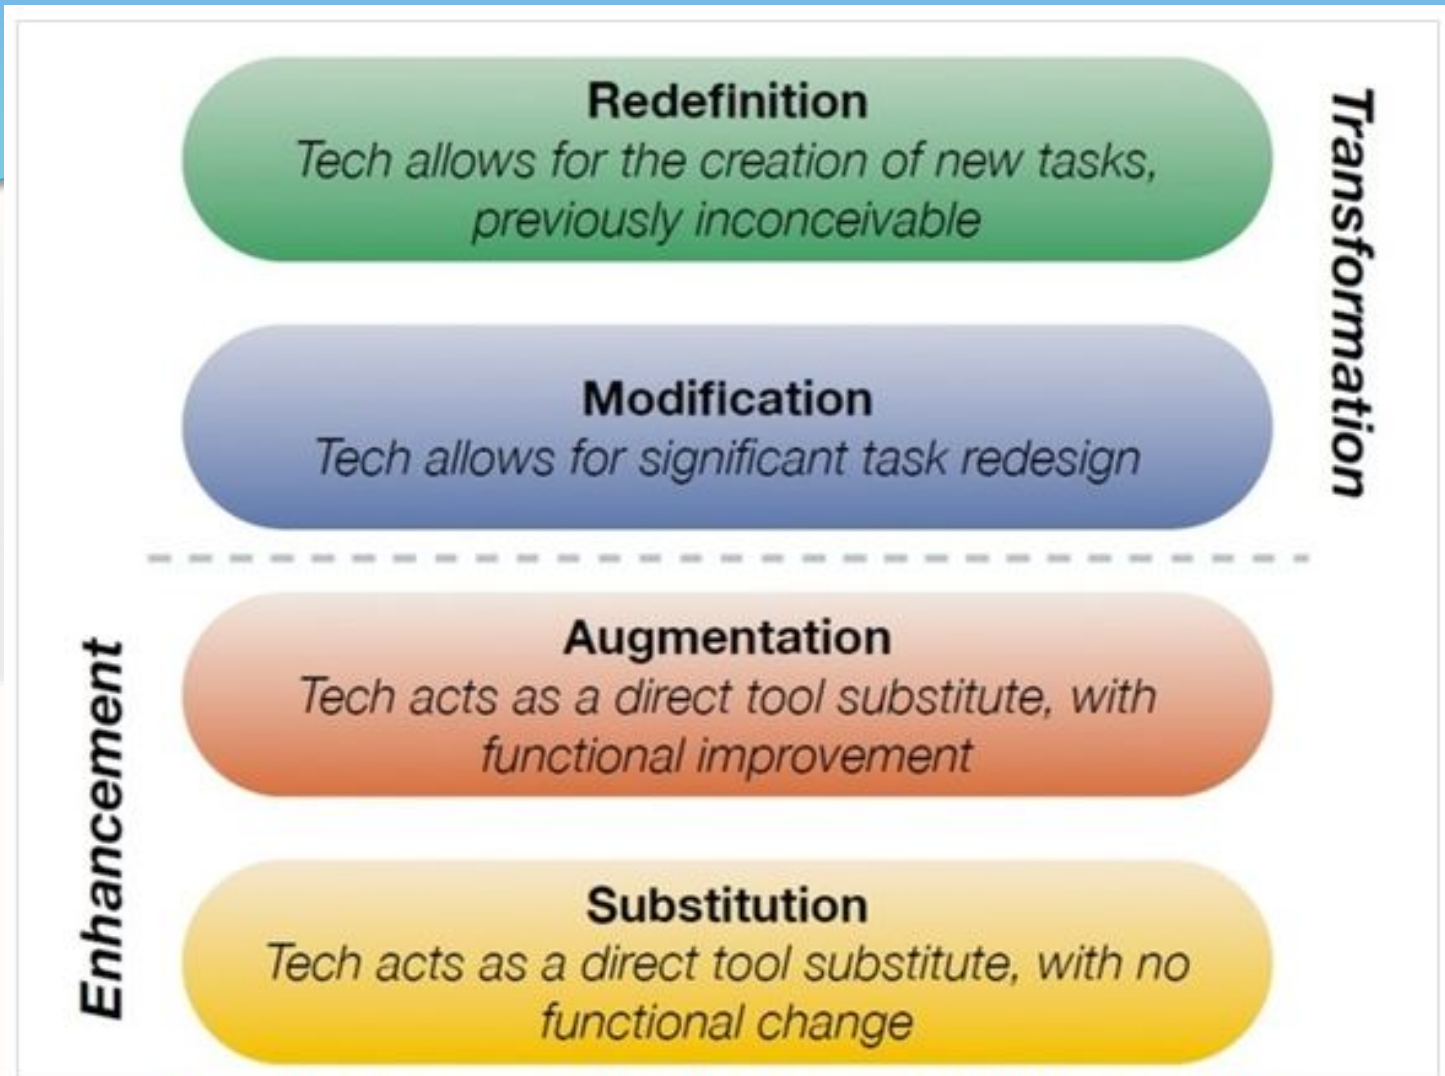 Redefinition
Tech allows for the creation of new tasks,
previously inconceivable
Transformation
Modification
Tech allows for significant task redesign
Augmentation
Tech acts as a direct tool substitute, with
functional improvement
Enhancement
Substitution
Tech acts as a direct tool substitute, with no
functional change